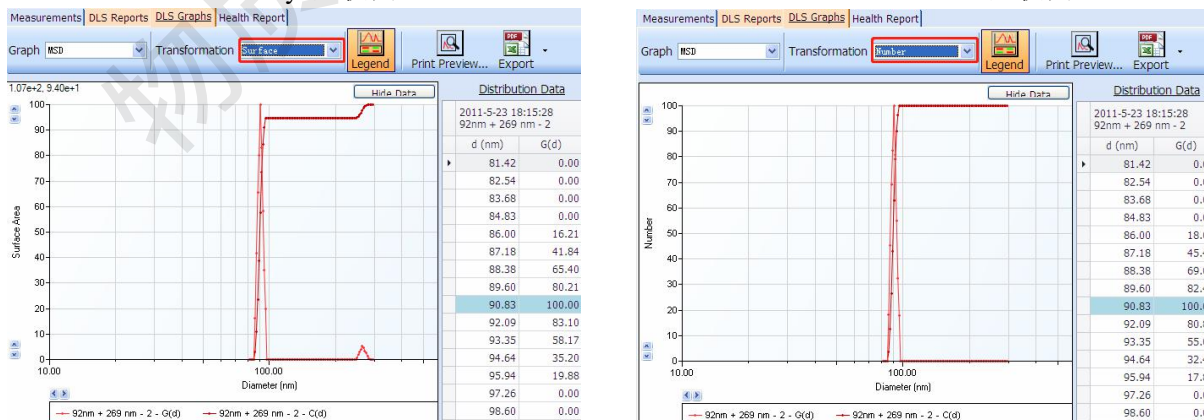 Measurements DLS Reports DLS Graphs Health Report
Graph MSD Transformation Surface Legend Print Preview... Export
1.07e+2, 9.40e+1
Hide Data
100
90
80
70
60
50
40
30
20
10
0
Surface Area
10.00 100.00
Diameter (nm)
92nm + 269 nm - 2 - G(d) 92nm + 269 nm - 2 - C(d)
Distribution Data
2011-5-23 18:15:28
92nm + 269 nm - 2
d (nm) G(d)
81.42 0.00
82.54 0.00
83.68 0.00
84.83 0.00
86.00 16.21
87.18 41.84
88.38 65.40
89.60 80.21
90.83 100.00
92.09 83.10
93.35 58.17
94.64 35.20
95.94 19.88
97.26 0.00
98.60 0.00
Measurements DLS Reports DLS Graphs Health Report
Graph MSD Transformation Number Legend Print Preview... Export
Hide Data
100
90
80
70
60
50
40
30
20
10
0
Number
10.00 100.00
Diameter (nm)
92nm + 269 nm - 2 - G(d) 92nm + 269 nm - 2 - C(d)
Distribution Data
2011-5-23 18:15:28
92nm + 269 nm - 2
d (nm) G(d)
81.42
82.54
83.68
84.83
86.00
87.18
88.38
89.60
90.83
92.09
93.35
94.64
95.94
97.26
98.60